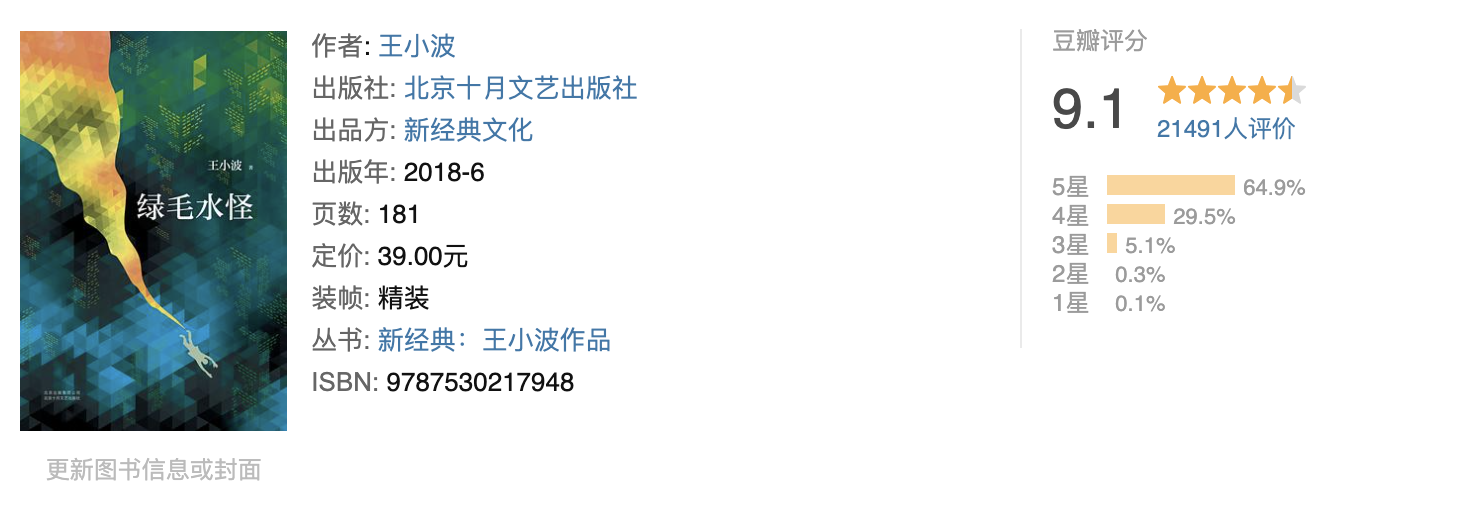 王小波
绿毛水怪
更新图书信息或封面
作者: 王小波
出版社: 北京十月文艺出版社
出品方: 新经典文化
出版年: 2018-6
页数: 181
定价: 39.00元
装帧: 精装
丛书: 新经典：王小波作品
ISBN: 9787530217948
豆瓣评分
9.1
21491人评价
5星 64.9%
4星 29.5%
3星 5.1%
2星 0.3%
1星 0.1%